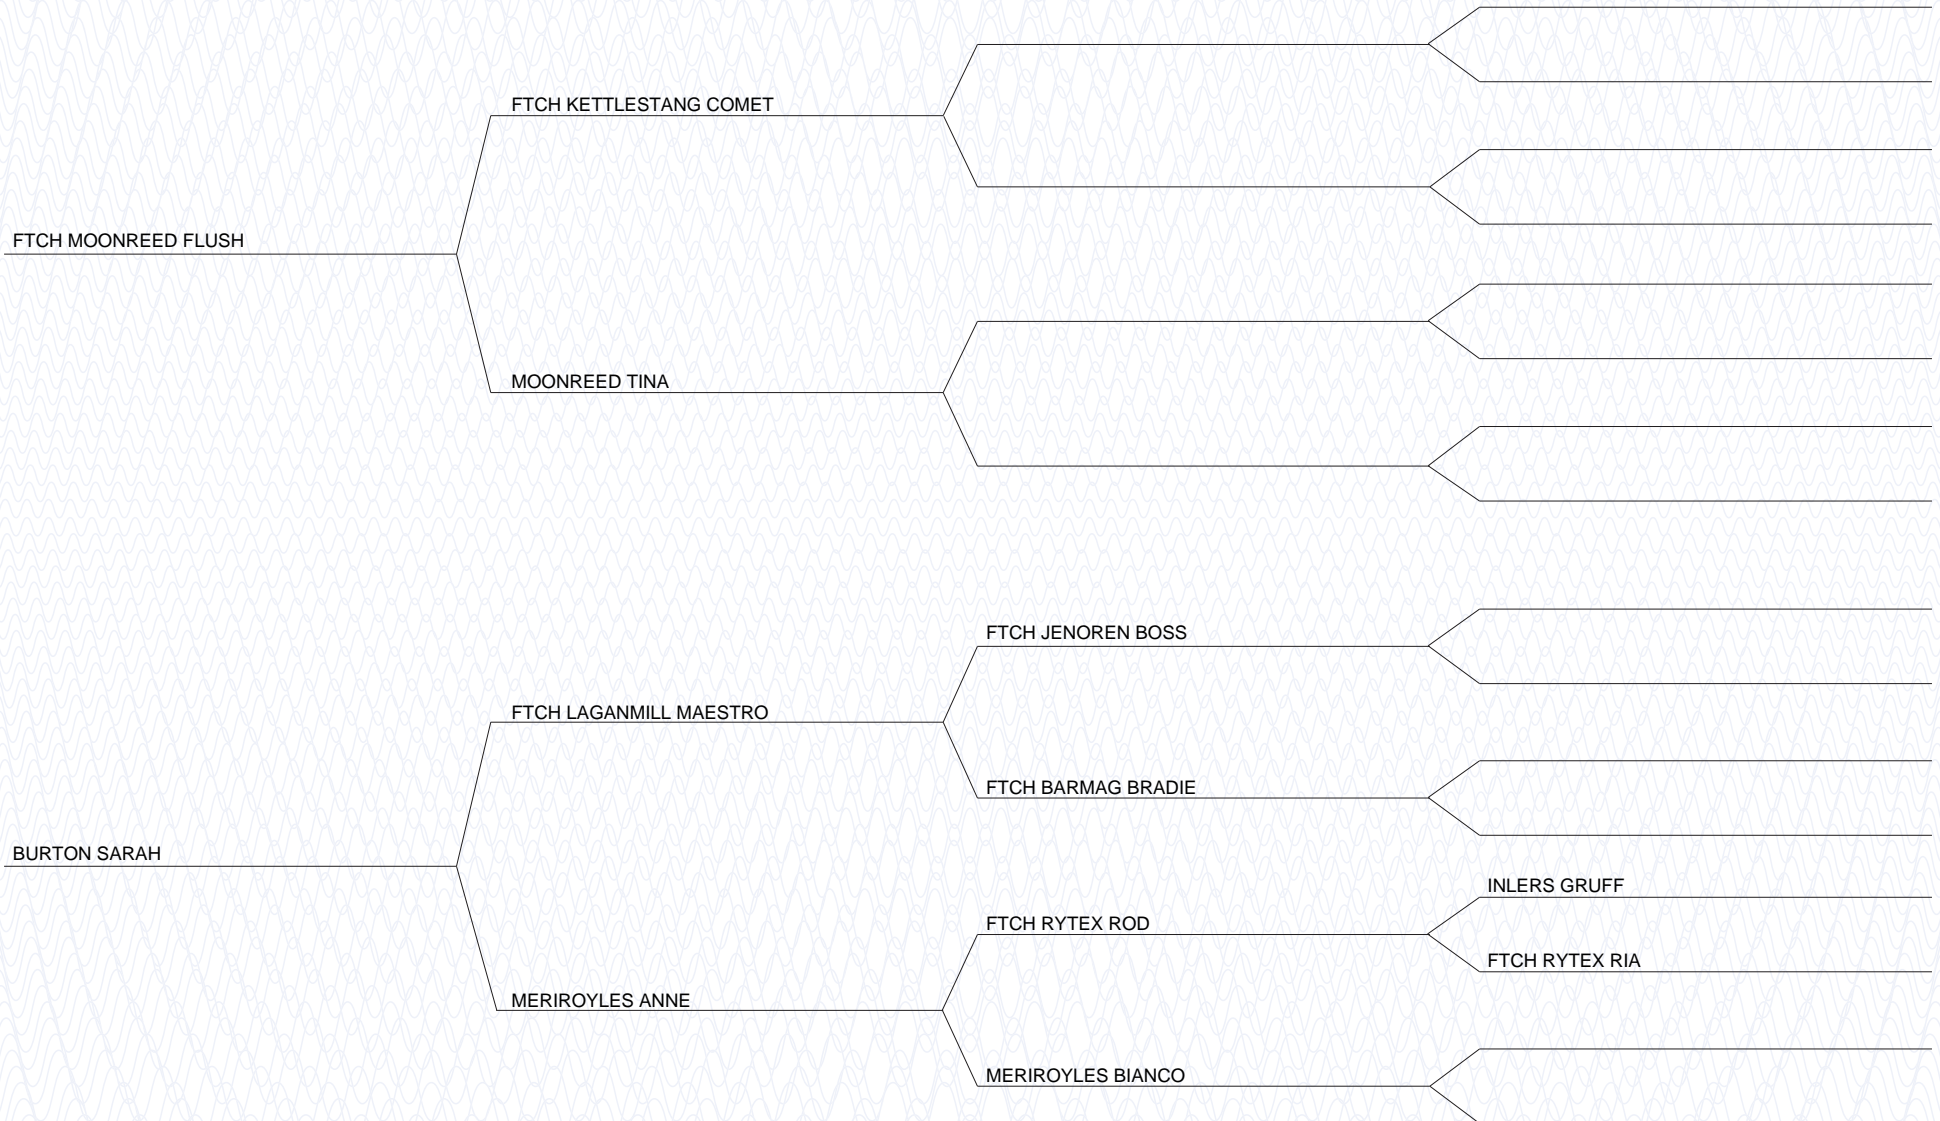 FTCH KETTLESTANG COMET
FTCH MOONREED FLUSH
MOONREED TINA
FTCH JENOREN BOSS
FTCH LAGANMILL MAESTRO
FTCH BARMAG BRADIE
BURTON SARAH
INLERS GRUFF
FTCH RYTEX ROD
FTCH RYTEX RIA
MERIROYLES ANNE
MERIROYLES BIANCO